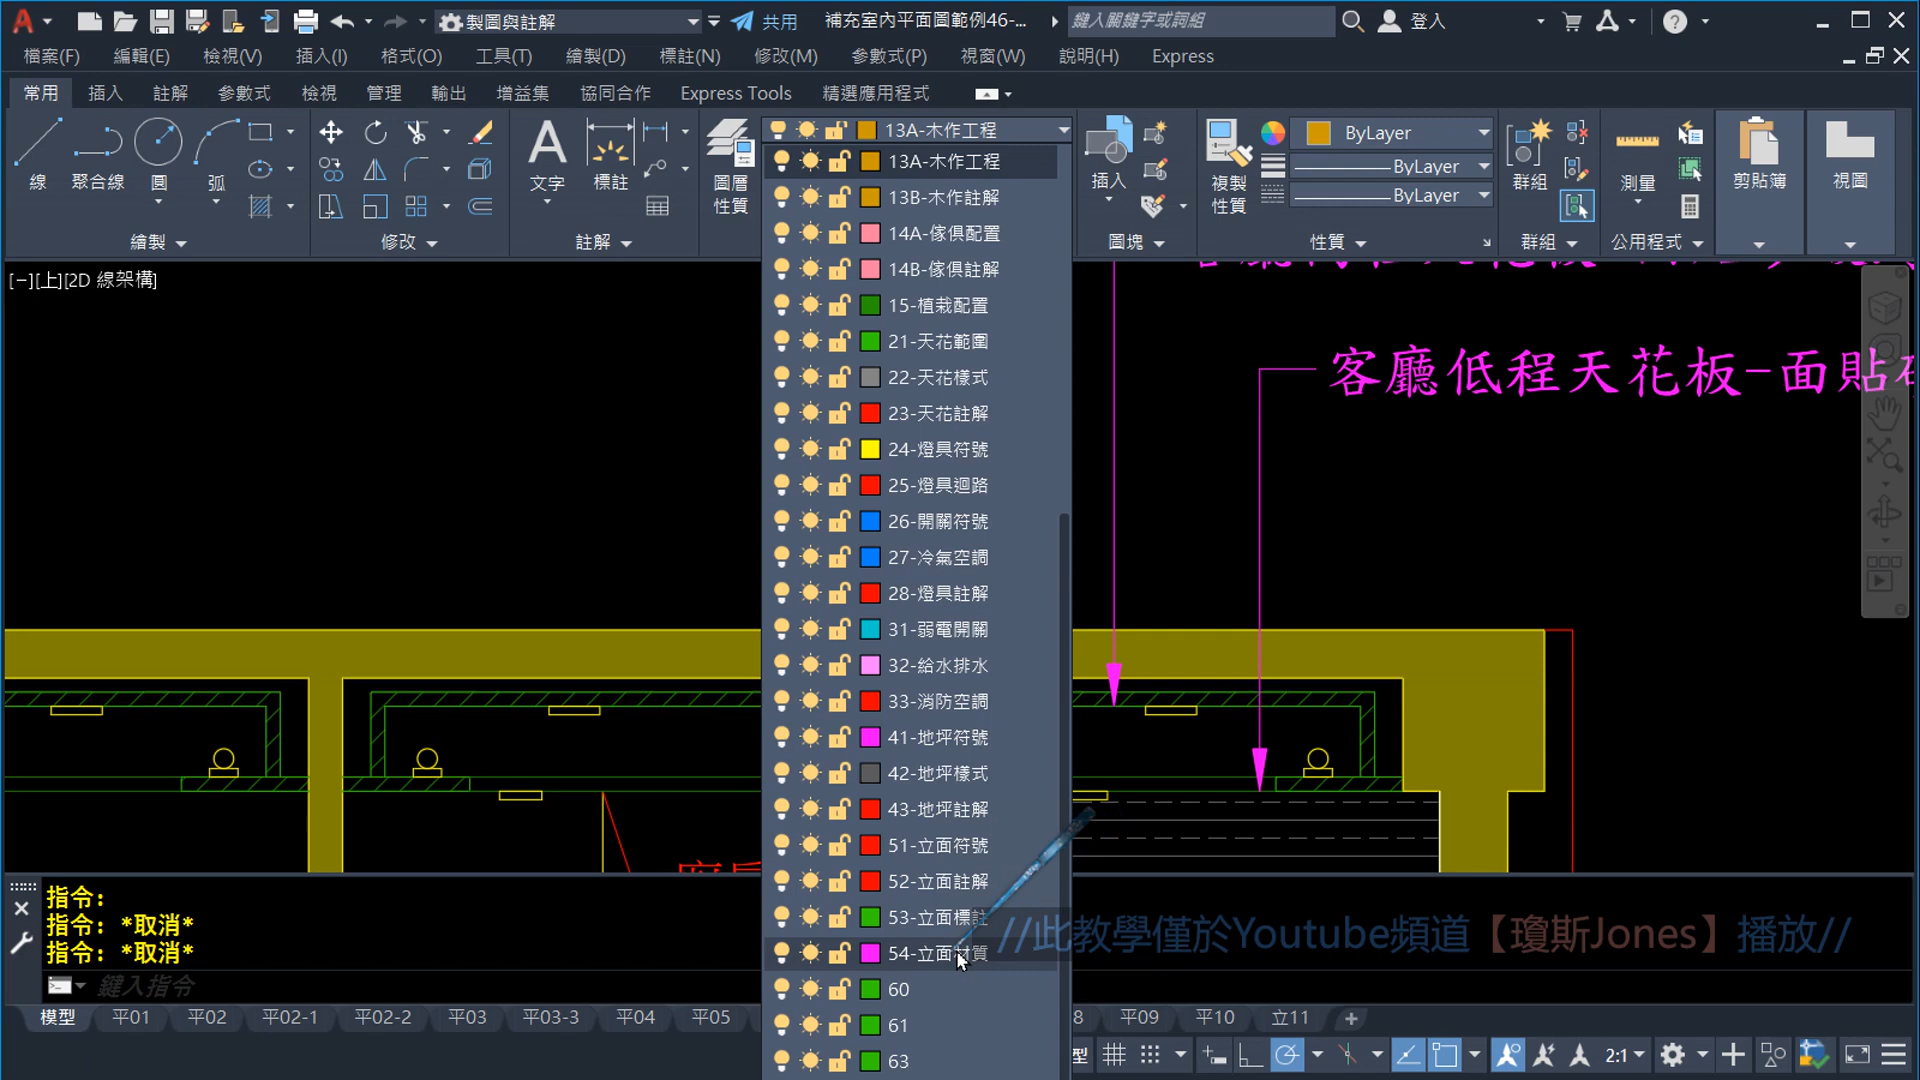 製圖與註解
共用
補充室內平面圖範例46-...
鍵入關鍵字或詞組
登入
檔案(F)
編輯(E)
檢視(V)
插入(I)
格式(O)
工具(T)
繪製(D)
標註(N)
修改(M)
參數式(P)
視窗(W)
說明(H)
Express
常用
插入
註解
參數式
檢視
管理
輸出
增益集
協同合作
Express Tools
精選應用程式
線
聚合線
圓
弧
文字
標註
圖層
性質
插入
複製
性質
ByLayer
ByLayer
ByLayer
群組
測量
剪貼簿
視圖
繪製
修改
註解
圖塊
性質
群組
公用程式
13A-木作工程
13A-木作工程
13B-木作註解
14A-傢俱配置
14B-傢俱註解
15-植栽配置
21-天花範圍
22-天花樣式
23-天花註解
24-燈具符號
25-燈具迴路
26-開關符號
27-冷氣空調
28-燈具註解
31-弱電開關
32-給水排水
33-消防空調
41-地坪符號
42-地坪樣式
43-地坪註解
51-立面符號
52-立面註解
53-立面標註
54-立面材質
60
61
63
[−][上][2D 線架構]
客廳低程天花板-面貼
//此教學僅於Youtube頻道【瓊斯Jones】播放//
指令:
指令: *取消*
指令: *取消*
鍵入指令
模型
平01
平02
平02-1
平02-2
平03
平03-3
平04
平05
8
平09
平10
立11
型
2:1